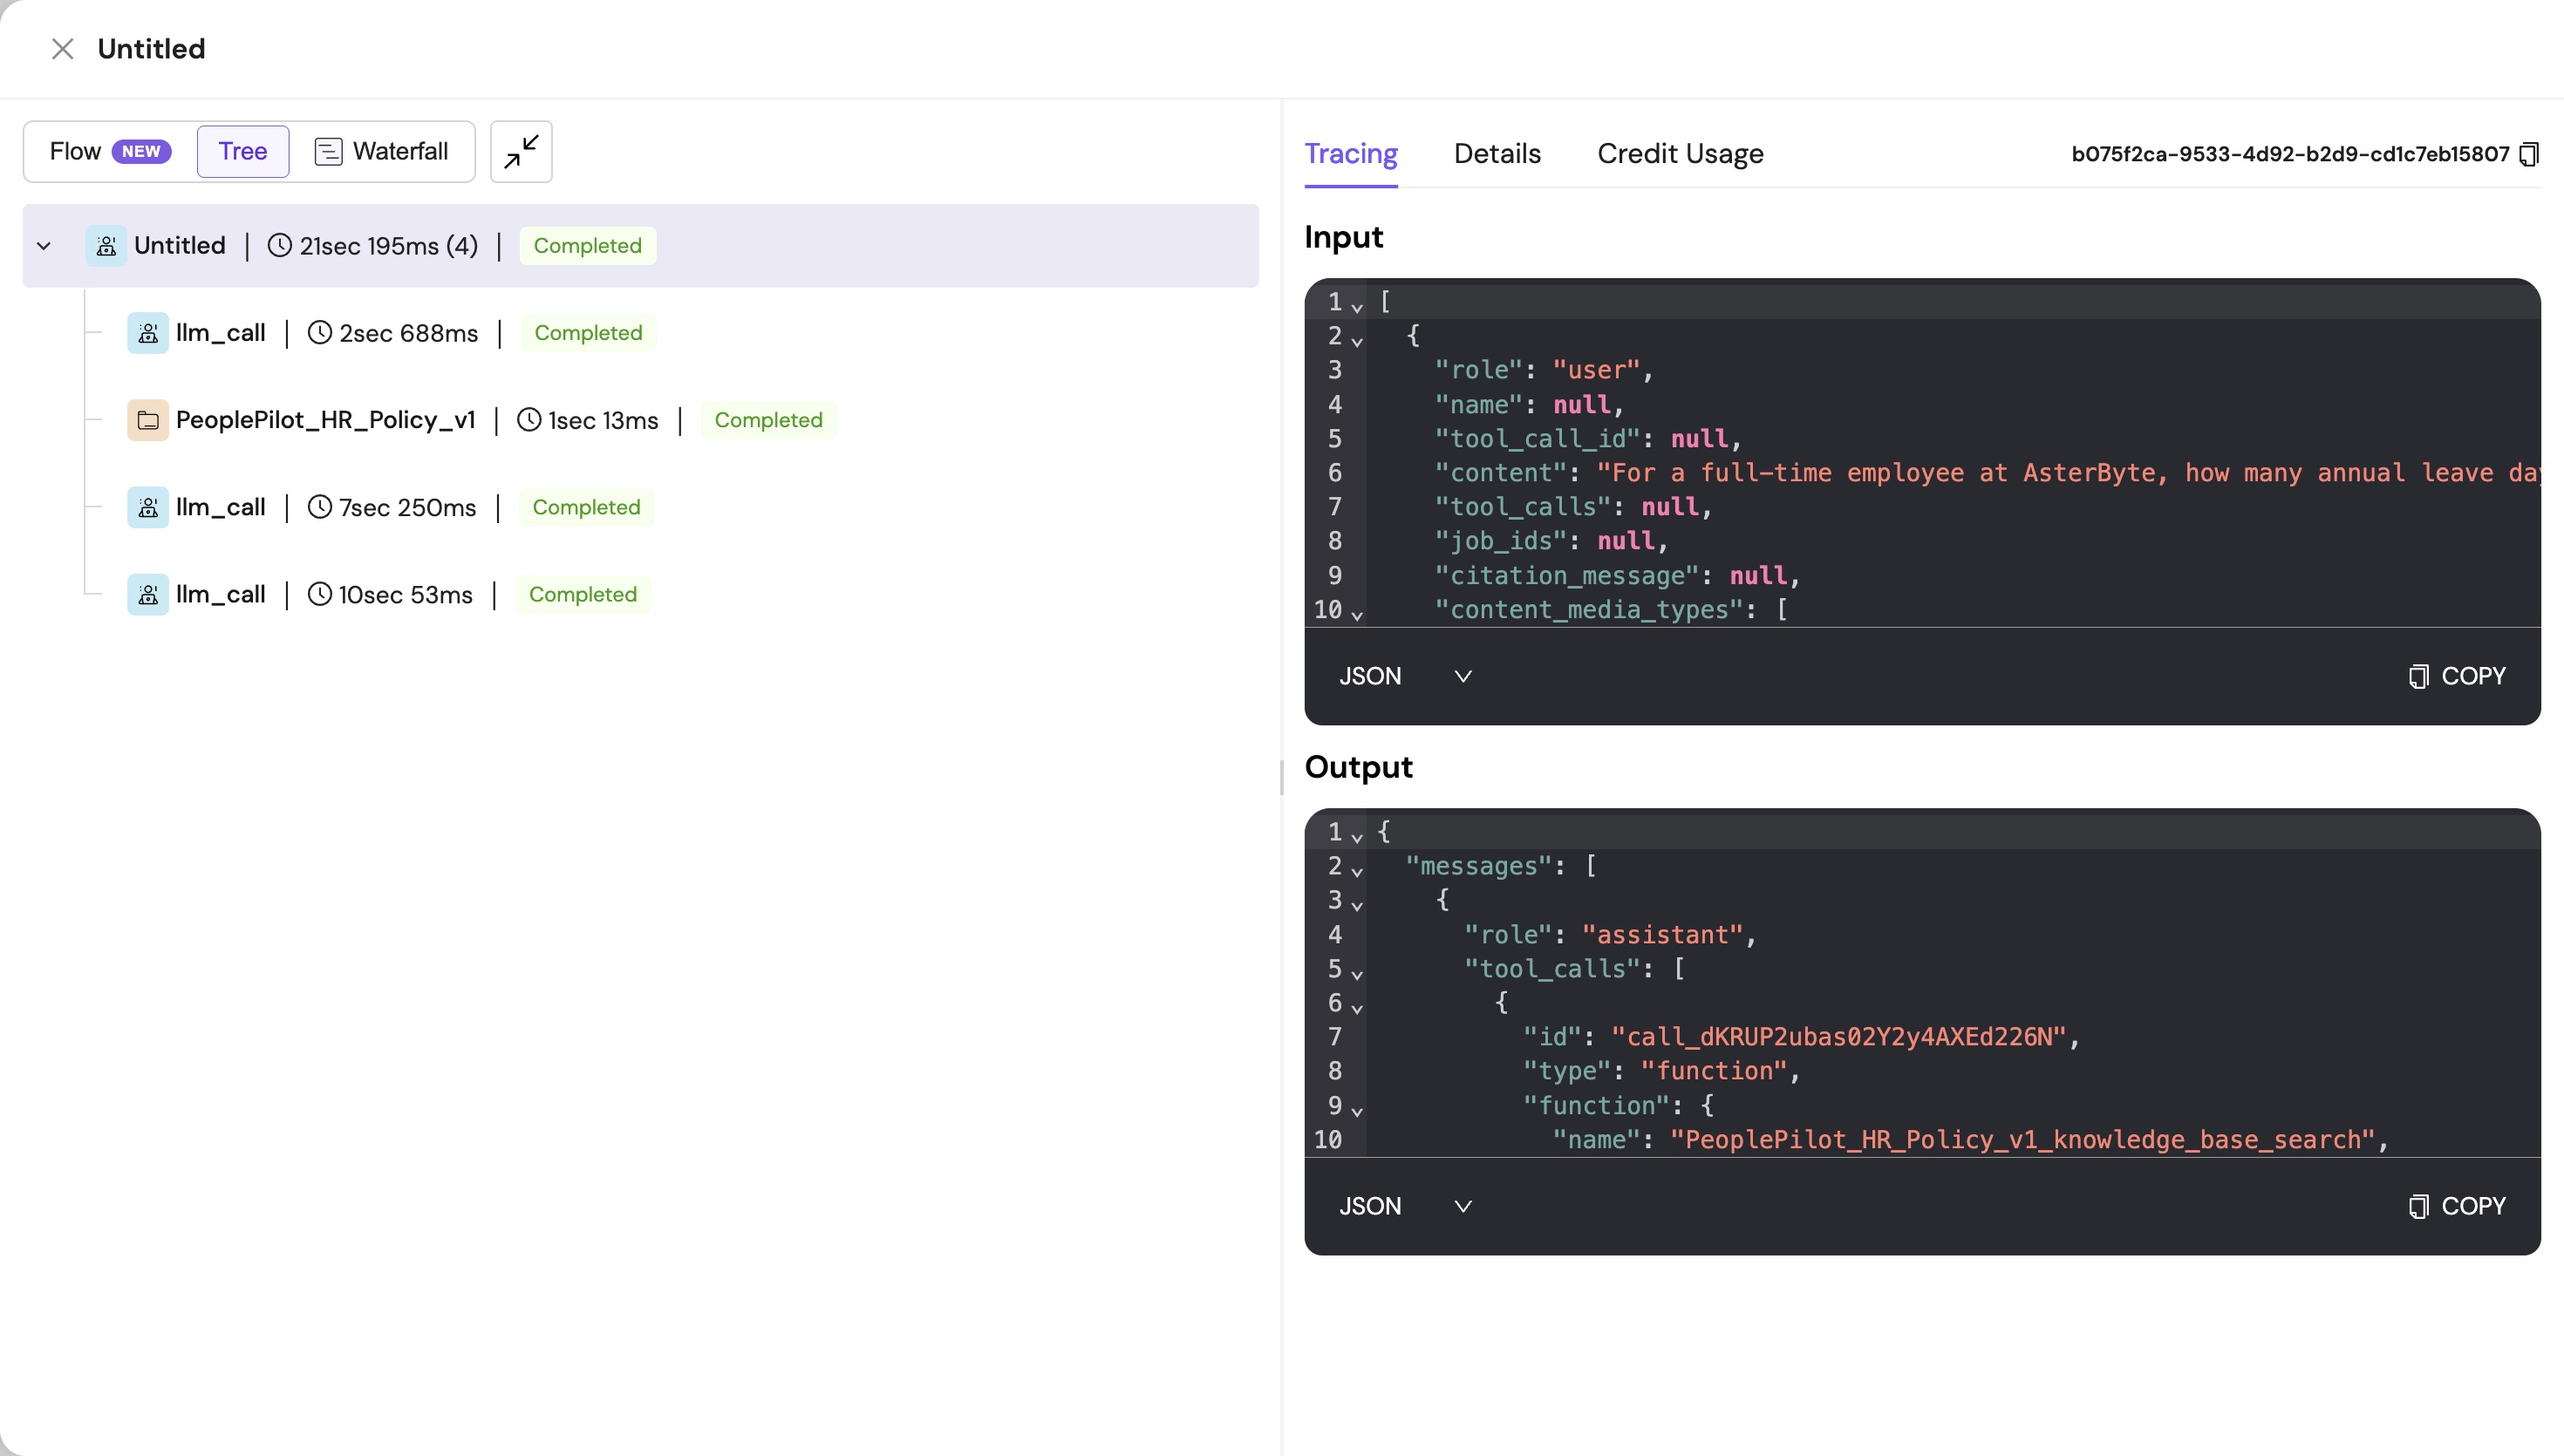 Untitled
Flow NEW Tree Waterfall
Untitled | 21sec 195ms (4) | Completed
llm_call | 2sec 688ms | Completed
PeoplePilot_HR_Policy_v1 | 1sec 13ms | Completed
llm_call | 7sec 250ms | Completed
llm_call | 10sec 53ms | Completed
Tracing Details Credit Usage b075f2ca-9533-4d92-b2d9-cd1c7eb15807
Input
1 [
2 {
3 "role": "user",
4 "name": null,
5 "tool_call_id": null,
6 "content": "For a full-time employee at AsterByte, how many annual leave
7 "tool_calls": null,
8 "job_ids": null,
9 "citation_message": null,
10 "content_media_types": [
JSON COPY
Output
1 {
2 "messages": [
3 {
4 "role": "assistant",
5 "tool_calls": [
6 {
7 "id": "call_dKRUP2ubas02Y2y4AXEd226N",
8 "type": "function",
9 "function": {
10 "name": "PeoplePilot_HR_Policy_v1_knowledge_base_search",
JSON COPY